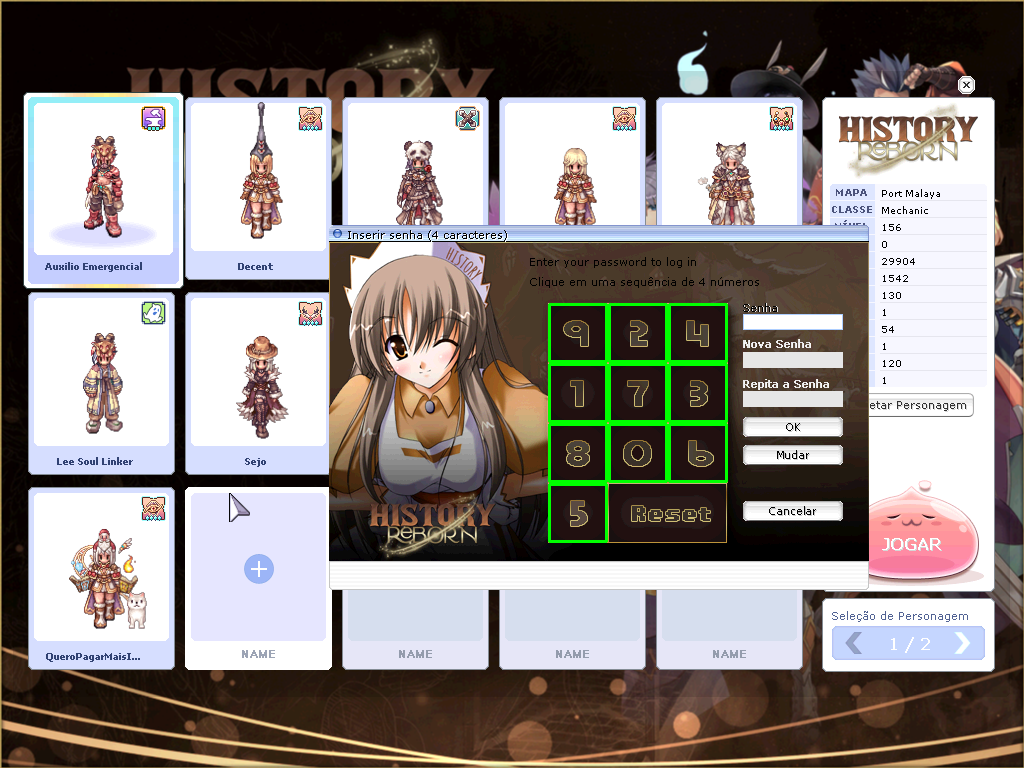 HISTORY
HISTORY
REBORN
MAPA Port Malaya
CLASSE Mechanic
156
0
29904
1542
130
1
54
1
120
1
etar Personagem
Auxilio Emergencial
Decent
Inserir senha (4 caracteres)
HISTORY
Enter your password to log in
Clique em uma sequência de 4 números
9 2 4
1 7 3
8 0 6
5 Reset
Senha
Nova Senha
Repita a Senha
OK
Mudar
Cancelar
HISTORY
REBORN
Lee Soul Linker
Sejo
JOGAR
QueroPagarMaisI...
NAME
NAME
NAME
NAME
Seleção de Personagem
1 / 2